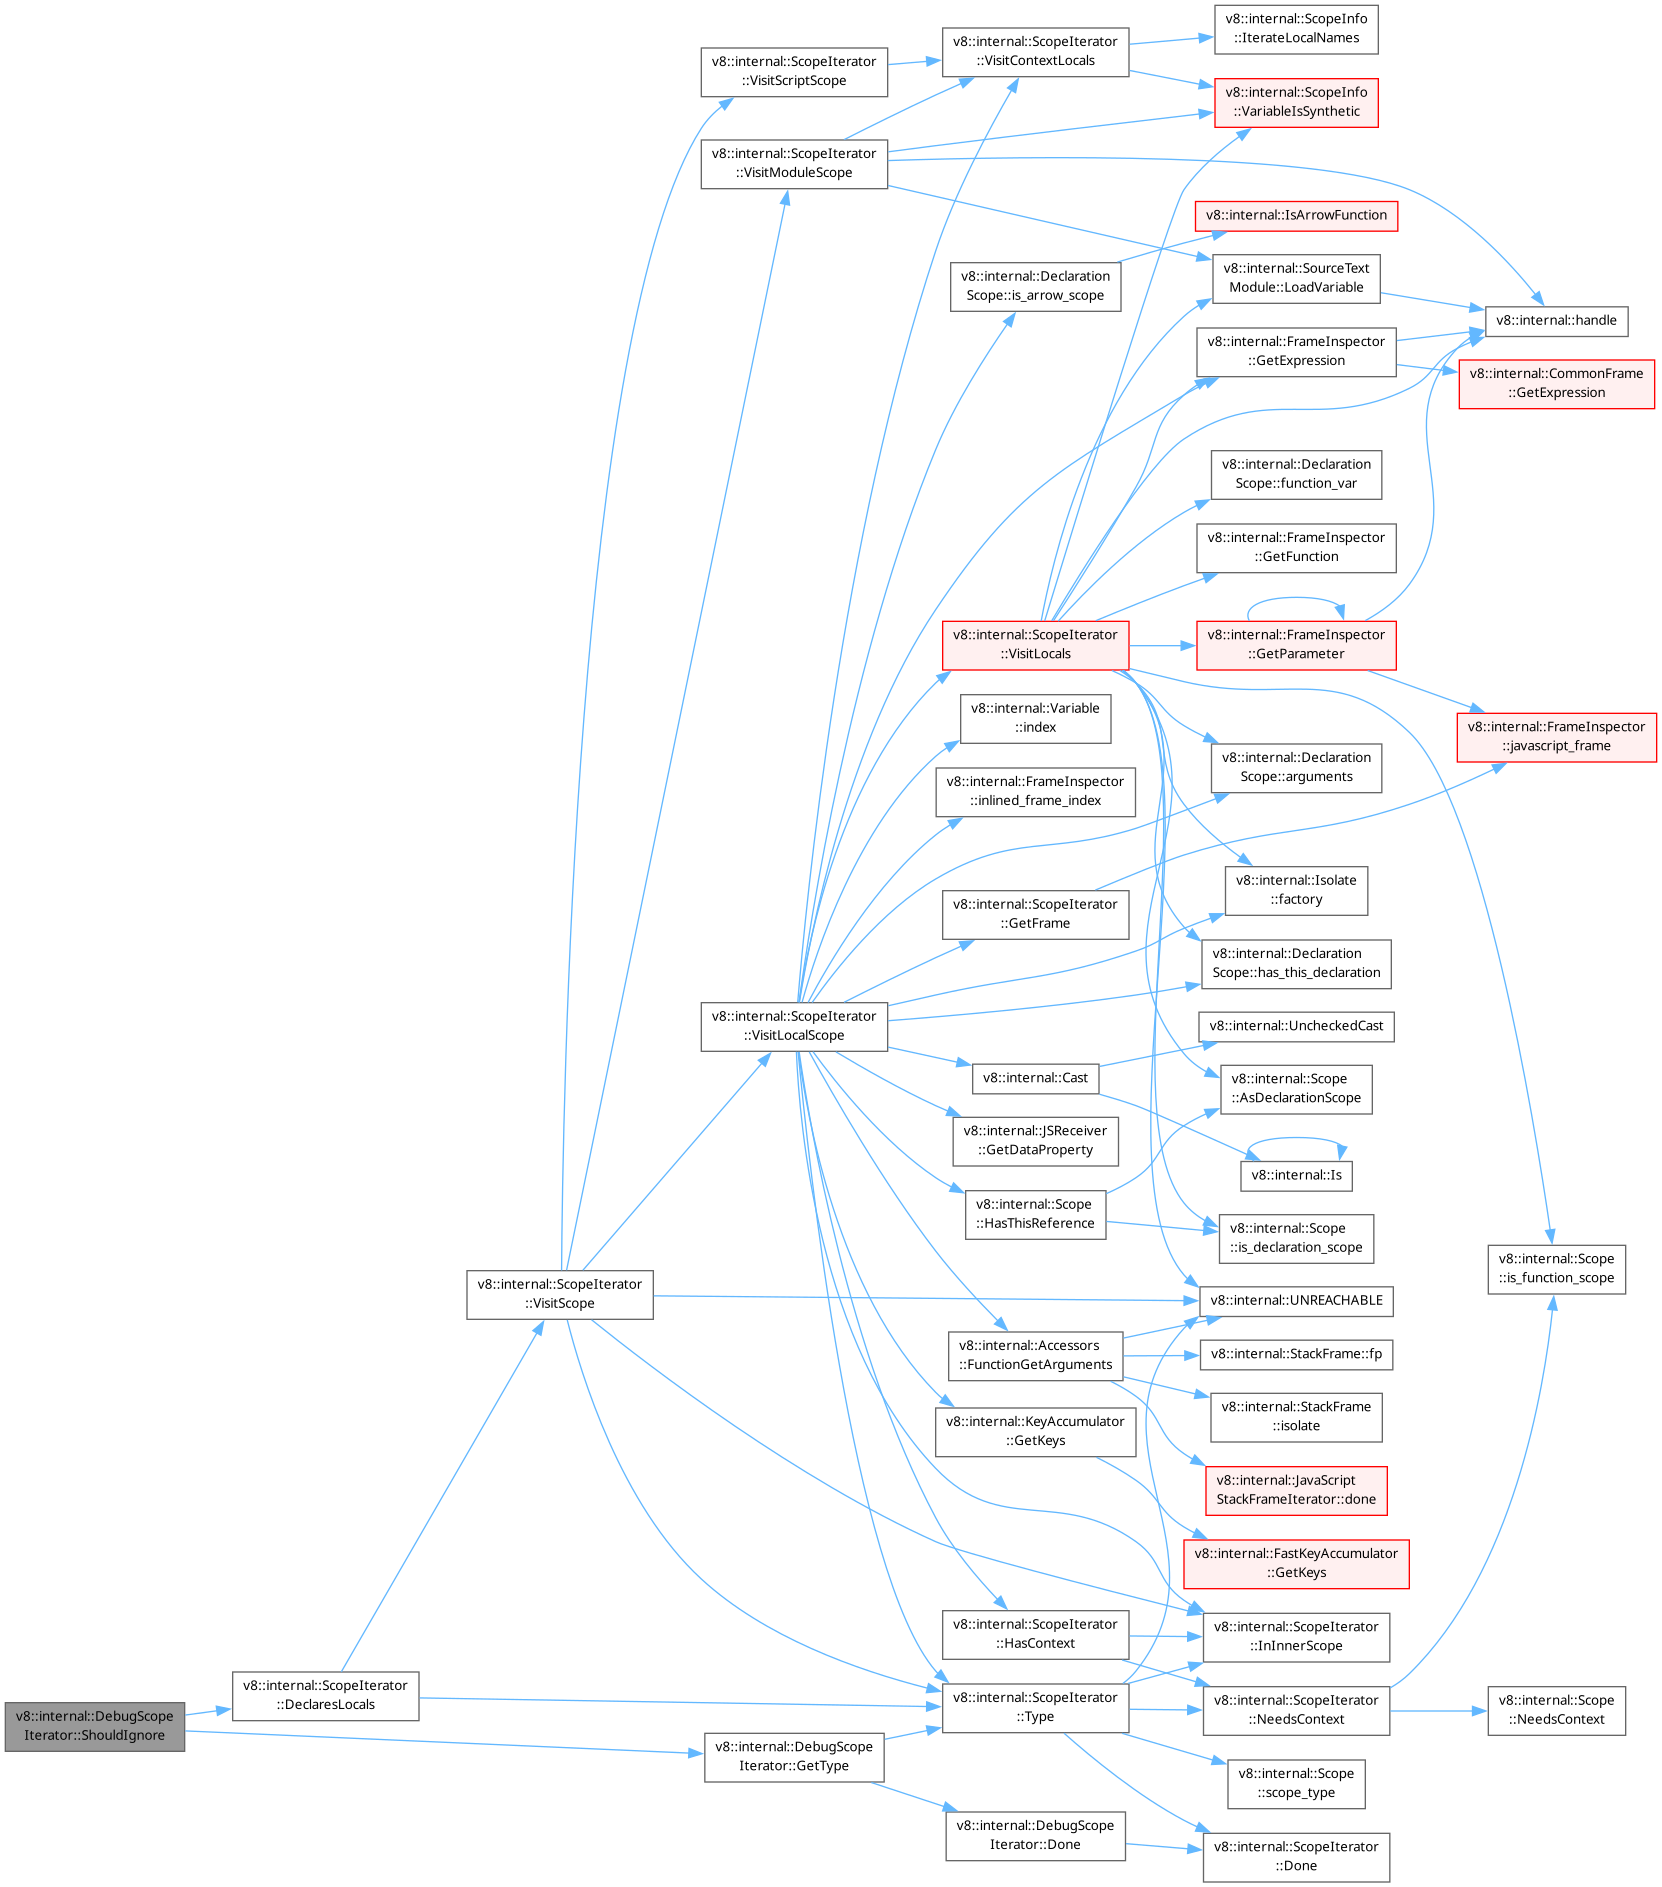 v8::internal::DebugScope
Iterator::ShouldIgnore
v8::internal::ScopeIterator
::DeclaresLocals
v8::internal::ScopeIterator
::VisitScope
v8::internal::ScopeIterator
::VisitScriptScope
v8::internal::ScopeIterator
::VisitModuleScope
v8::internal::ScopeIterator
::VisitLocalScope
v8::internal::DebugScope
Iterator::GetType
v8::internal::ScopeIterator
::VisitContextLocals
v8::internal::Declaration
Scope::is_arrow_scope
v8::internal::ScopeIterator
::VisitLocals
v8::internal::Variable
::index
v8::internal::FrameInspector
::inlined_frame_index
v8::internal::ScopeIterator
::GetFrame
v8::internal::Cast
v8::internal::JSReceiver
::GetDataProperty
v8::internal::Scope
::HasThisReference
v8::internal::Accessors
::FunctionGetArguments
v8::internal::KeyAccumulator
::GetKeys
v8::internal::ScopeIterator
::HasContext
v8::internal::ScopeIterator
::Type
v8::internal::DebugScope
Iterator::Done
v8::internal::ScopeInfo
::IterateLocalNames
v8::internal::ScopeInfo
::VariableIsSynthetic
v8::internal::IsArrowFunction
v8::internal::SourceText
Module::LoadVariable
v8::internal::FrameInspector
::GetExpression
v8::internal::Declaration
Scope::function_var
v8::internal::FrameInspector
::GetFunction
v8::internal::FrameInspector
::GetParameter
v8::internal::Declaration
Scope::arguments
v8::internal::Isolate
::factory
v8::internal::Declaration
Scope::has_this_declaration
v8::internal::UncheckedCast
v8::internal::Scope
::AsDeclarationScope
v8::internal::Is
v8::internal::Scope
::is_declaration_scope
v8::internal::UNREACHABLE
v8::internal::StackFrame::fp
v8::internal::StackFrame
::isolate
v8::internal::JavaScript
StackFrameIterator::done
v8::internal::FastKeyAccumulator
::GetKeys
v8::internal::ScopeIterator
::InInnerScope
v8::internal::ScopeIterator
::NeedsContext
v8::internal::Scope
::scope_type
v8::internal::ScopeIterator
::Done
v8::internal::handle
v8::internal::CommonFrame
::GetExpression
v8::internal::FrameInspector
::javascript_frame
v8::internal::Scope
::is_function_scope
v8::internal::Scope
::NeedsContext